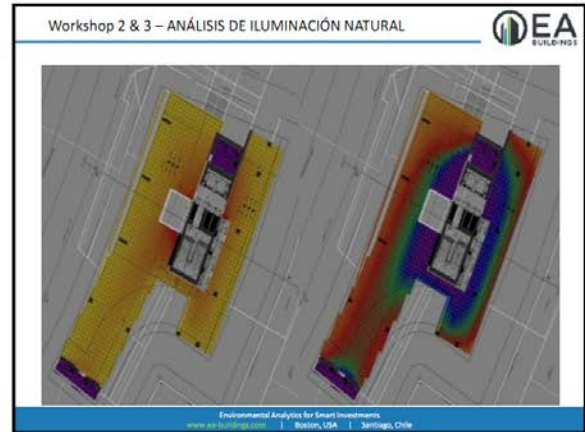 Workshop 2 & 3 – ANÁLISIS DE ILUMINACIÓN NATURAL
EA
BUILDINGS
Environmental Analytics for Smart Investments
www.ea-buildings.com | Boston, USA | Santiago, Chile